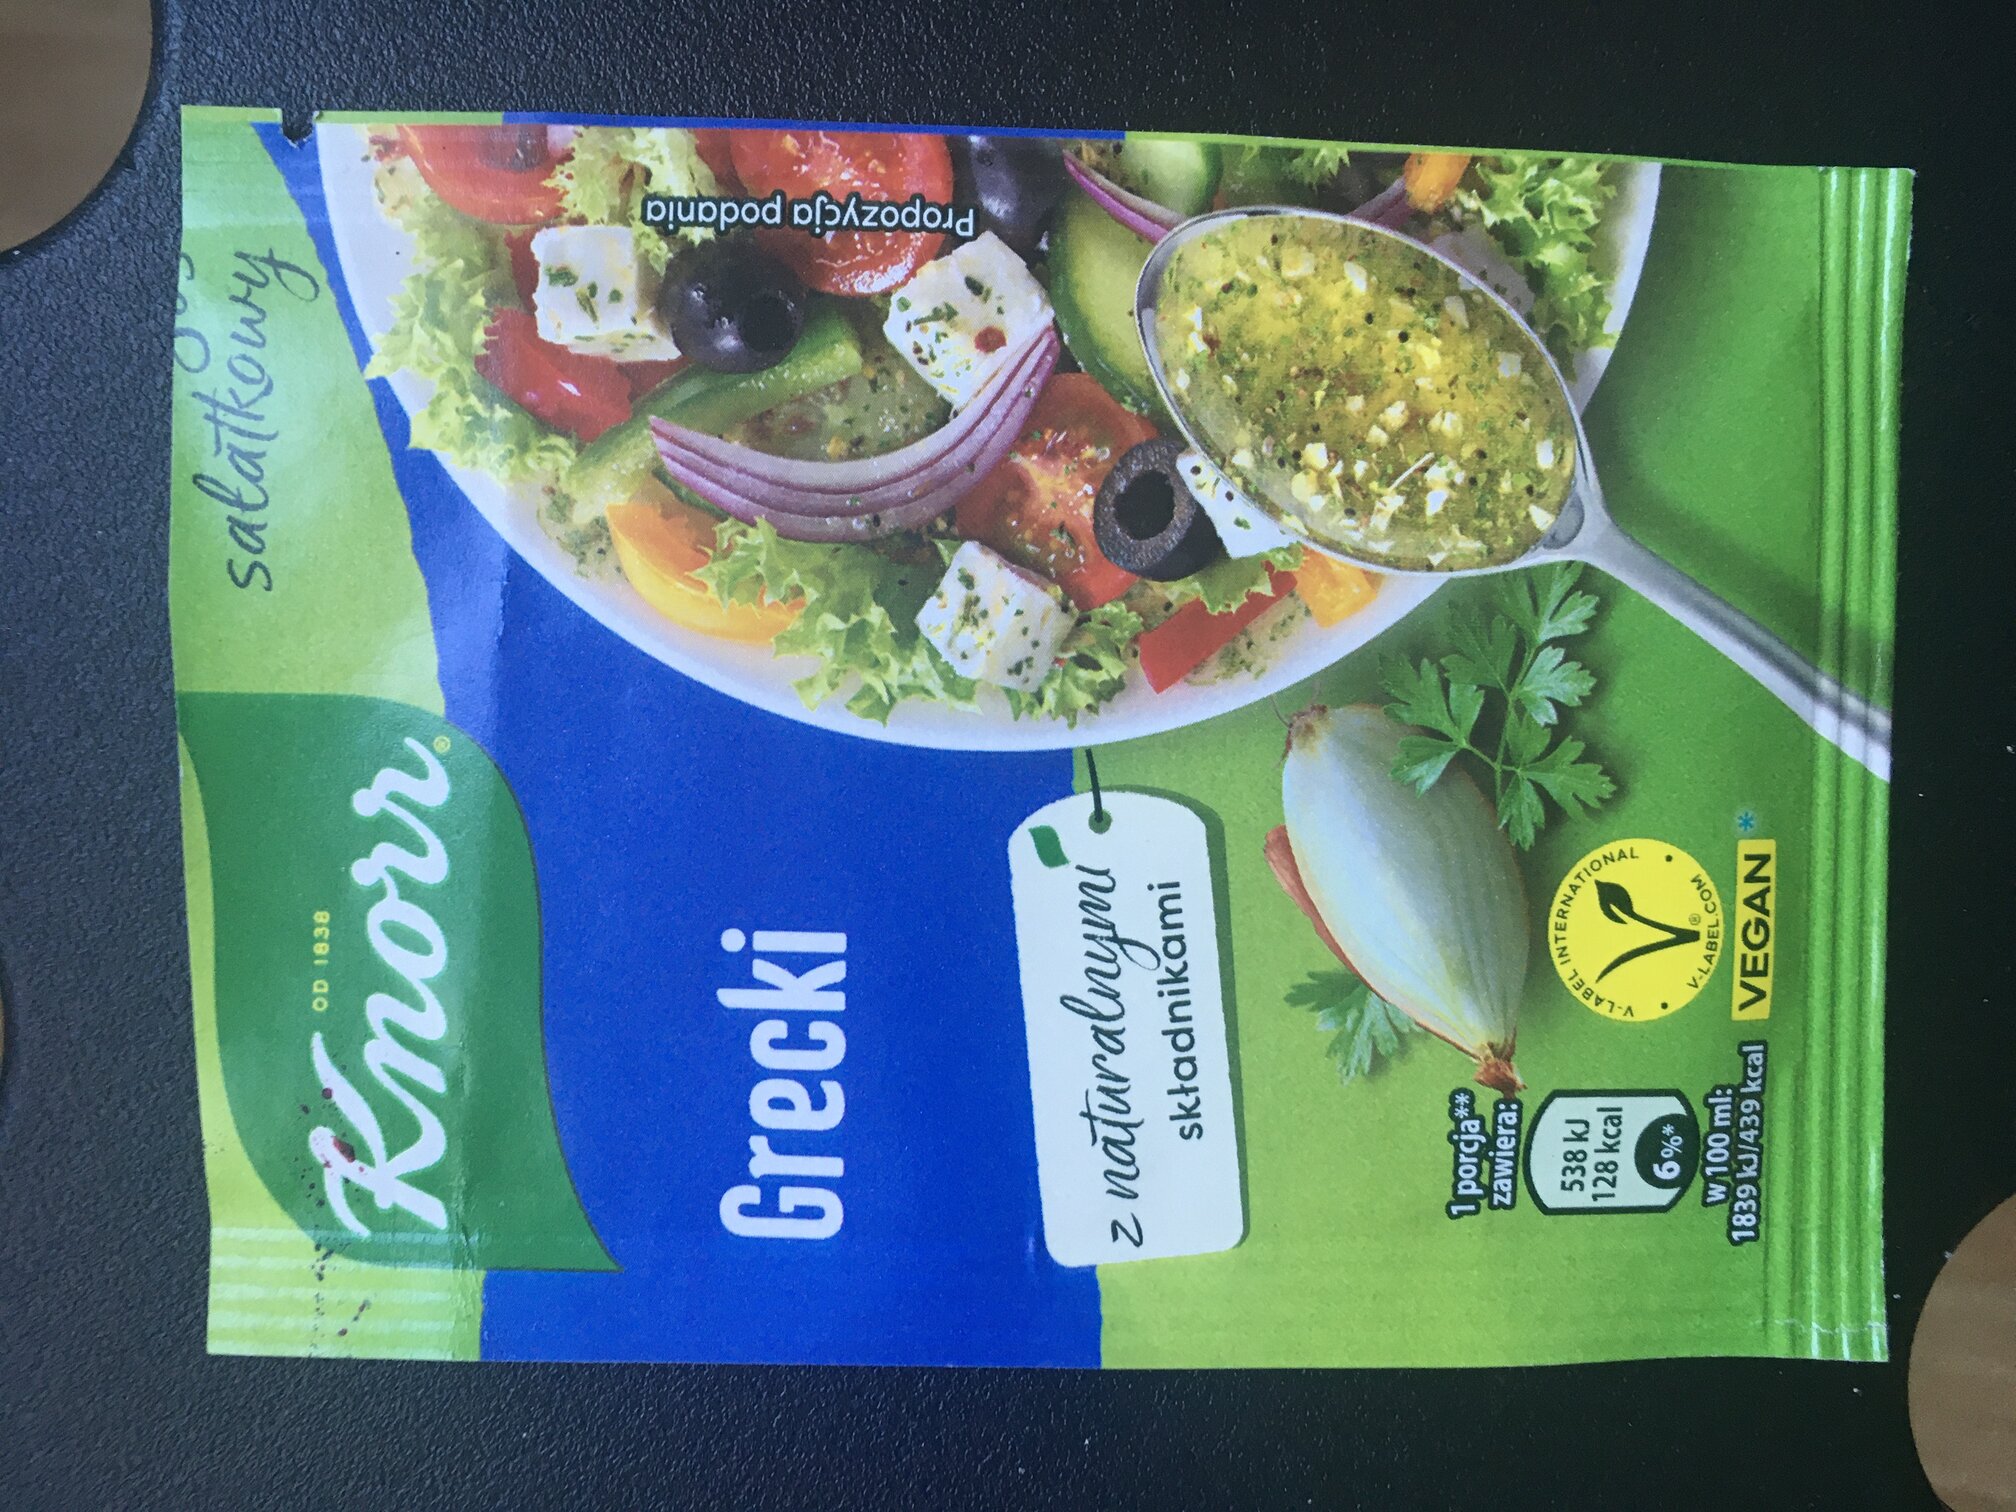 sałatkowy
OD 1838
Knorr®
Grecki
Propozycja podania
z naturalnymi
składnikami
1 porcja**
zawiera:
538 kJ
128 kcal
6%*
w 100 ml:
1839 kJ/439 kcal
V-LABEL INTERNATIONAL
®
V-LABEL.COM
VEGAN*